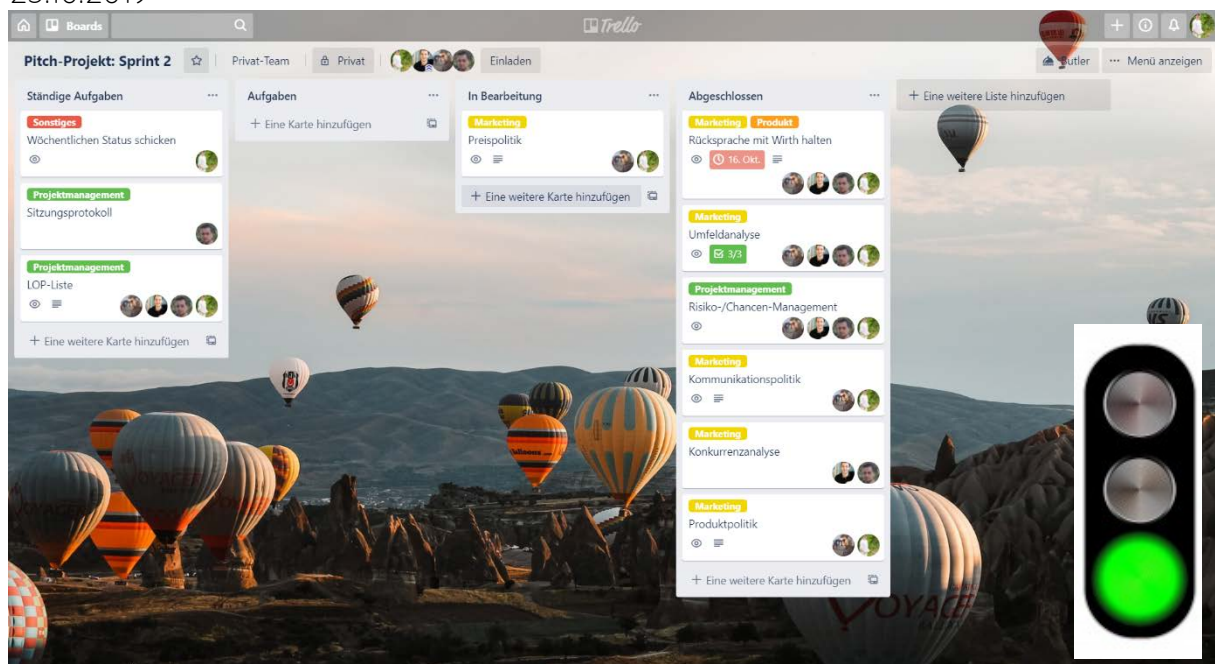 Boards
Trello
Pitch-Projekt: Sprint 2
Privat-Team
Privat
Einladen
Butler
Menü anzeigen
Ständige Aufgaben
Sonstiges
Wöchentlichen Status schicken
Projektmanagement
Sitzungsprotokoll
Projektmanagement
LOP-Liste
+ Eine weitere Karte hinzufügen
Aufgaben
+ Eine Karte hinzufügen
In Bearbeitung
Marketing
Preispolitik
+ Eine weitere Karte hinzufügen
Abgeschlossen
Marketing Produkt
Rücksprache mit Wirth halten
16. Okt.
Marketing
Umfeldanalyse
3/3
Projektmanagement
Risiko-/Chancen-Management
Marketing
Kommunikationspolitik
Marketing
Konkurrenzanalyse
Marketing
Produktpolitik
+ Eine weitere Karte hinzufügen
+ Eine weitere Liste hinzufügen
VOYAGE